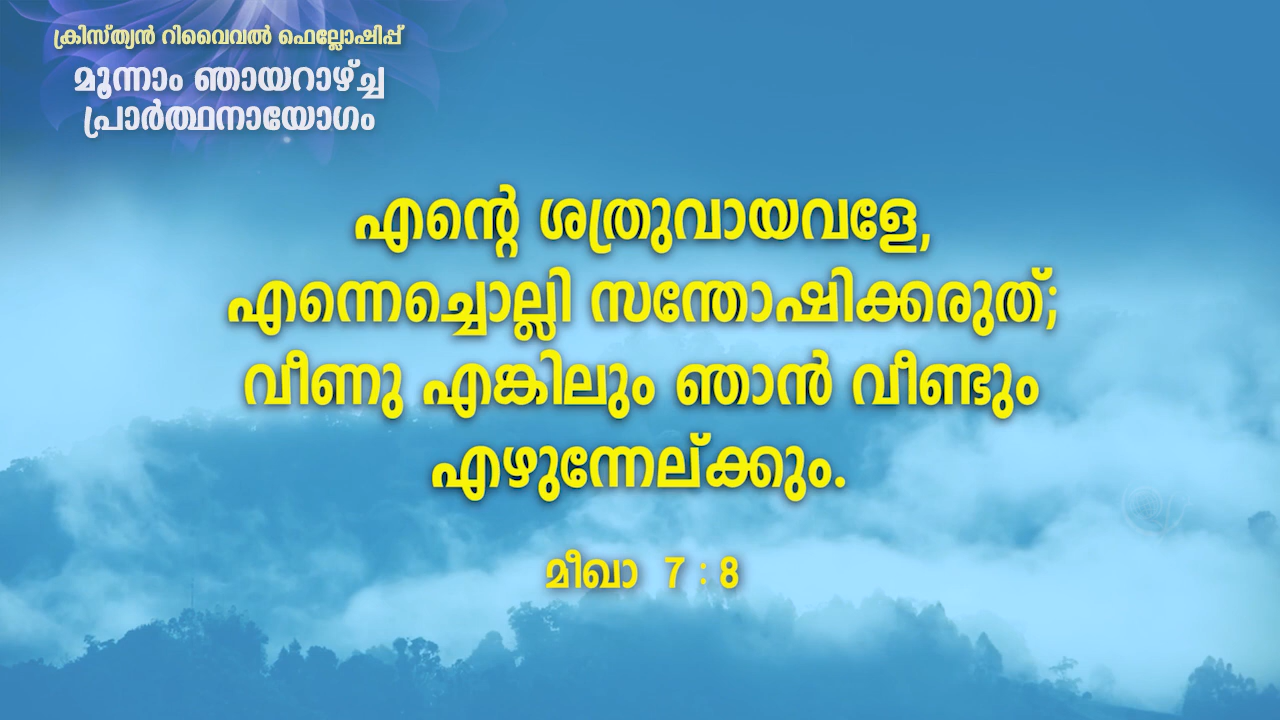 ക്രിസ്ത്യൻ റിവൈവൽ ഫെല്ലോഷിപ്പ്
മൂന്നാം ഞായറാഴ്ച്ച
പ്രാർത്ഥനായോഗം
എന്റെ ശത്രുവായവളേ,
എന്നെച്ചൊല്ലി സന്തോഷിക്കരുത്;
വീണു എങ്കിലും ഞാൻ വീണ്ടും
എഴുന്നേല്ക്കും.
മീഖാ 7 : 8